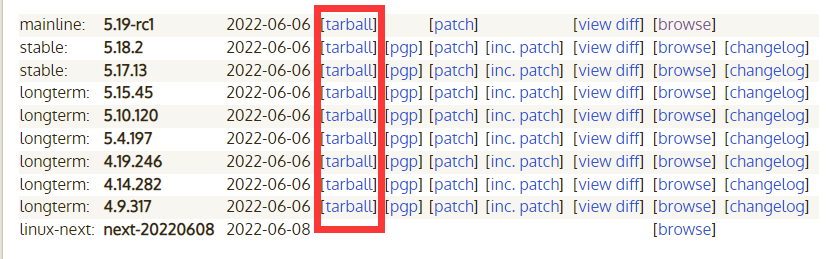 mainline: 5.19-rc1 2022-06-06 [tarball] [patch] [view diff] [browse]
stable: 5.18.2 2022-06-06 [tarball] [pgp] [patch] [inc. patch] [view diff] [browse] [changelog]
stable: 5.17.13 2022-06-06 [tarball] [pgp] [patch] [inc. patch] [view diff] [browse] [changelog]
longterm: 5.15.45 2022-06-06 [tarball] [pgp] [patch] [inc. patch] [view diff] [browse] [changelog]
longterm: 5.10.120 2022-06-06 [tarball] [pgp] [patch] [inc. patch] [view diff] [browse] [changelog]
longterm: 5.4.197 2022-06-06 [tarball] [pgp] [patch] [inc. patch] [view diff] [browse] [changelog]
longterm: 4.19.246 2022-06-06 [tarball] [pgp] [patch] [inc. patch] [view diff] [browse] [changelog]
longterm: 4.14.282 2022-06-06 [tarball] [pgp] [patch] [inc. patch] [view diff] [browse] [changelog]
longterm: 4.9.317 2022-06-06 [tarball] [pgp] [patch] [inc. patch] [view diff] [browse] [changelog]
linux-next: next-20220608 2022-06-08 [browse]